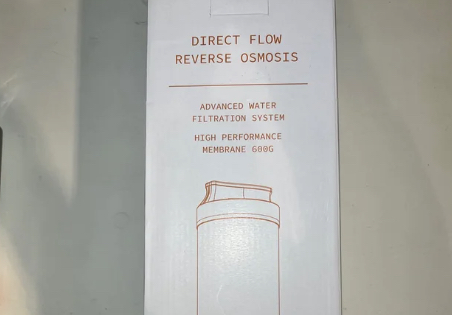 DIRECT FLOW
REVERSE OSMOSIS
ADVANCED WATER
FILTRATION SYSTEM
HIGH PERFORMANCE
MEMBRANE 600G